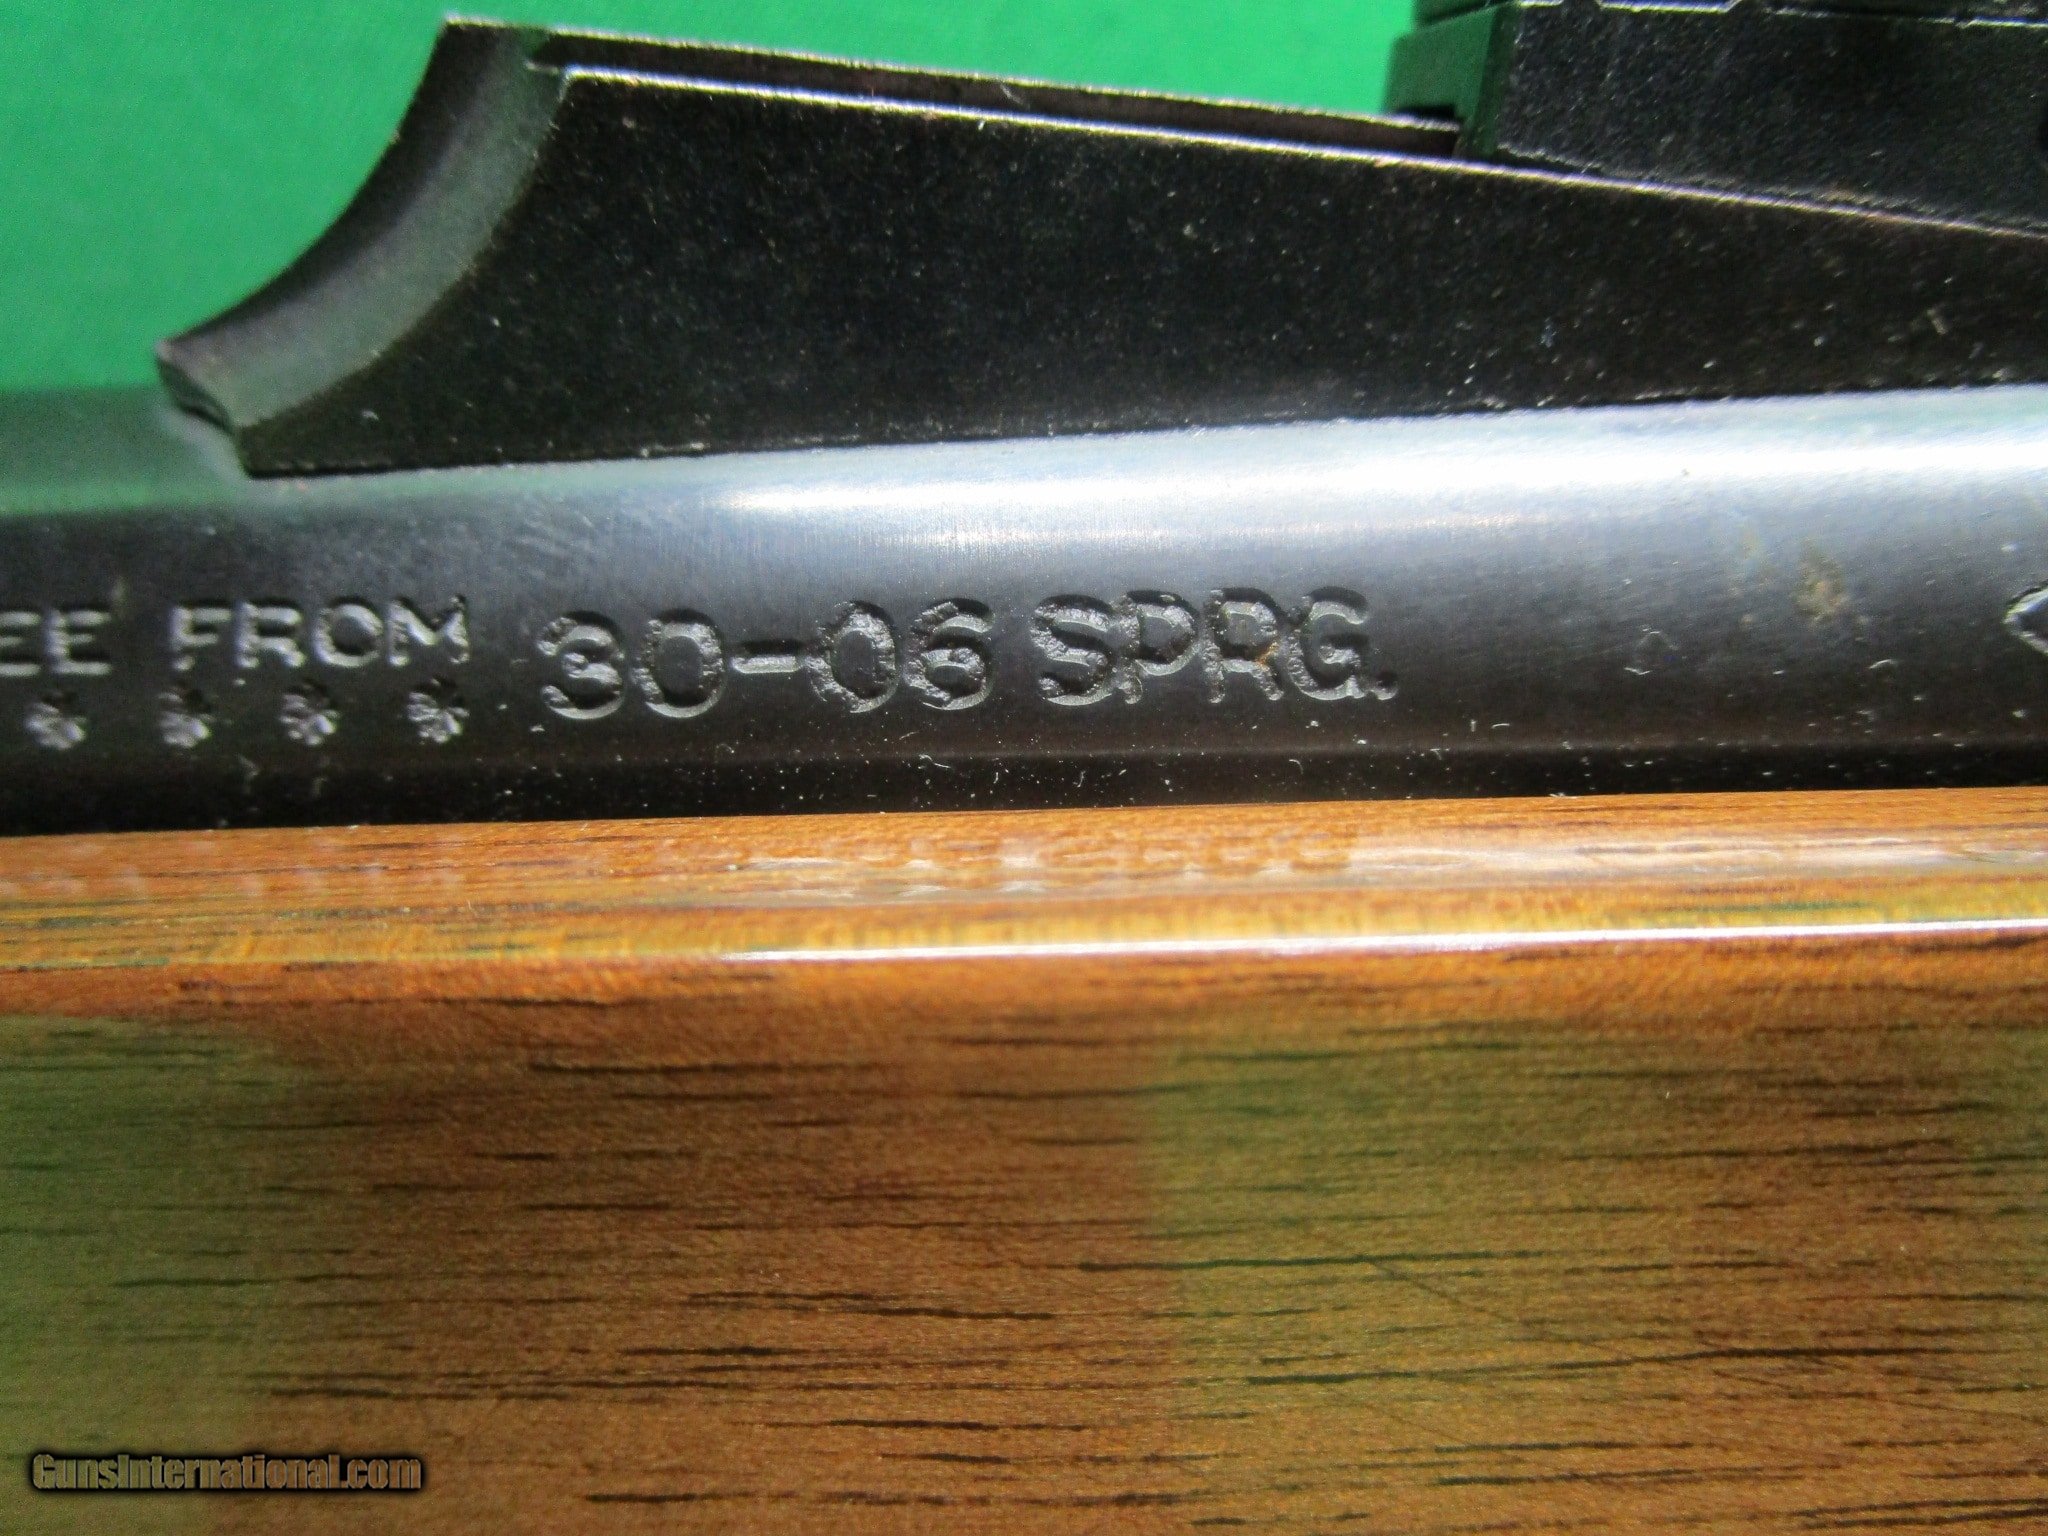 EE FROM 30-06 SPRG.
* * * *
GunsInternational.com